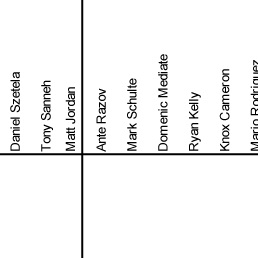 Daniel Szetela
Tony Sanneh
Matt Jordan
Ante Razov
Mark Schulte
Domenic Mediate
Ryan Kelly
Knox Cameron
Mario Rodriguez